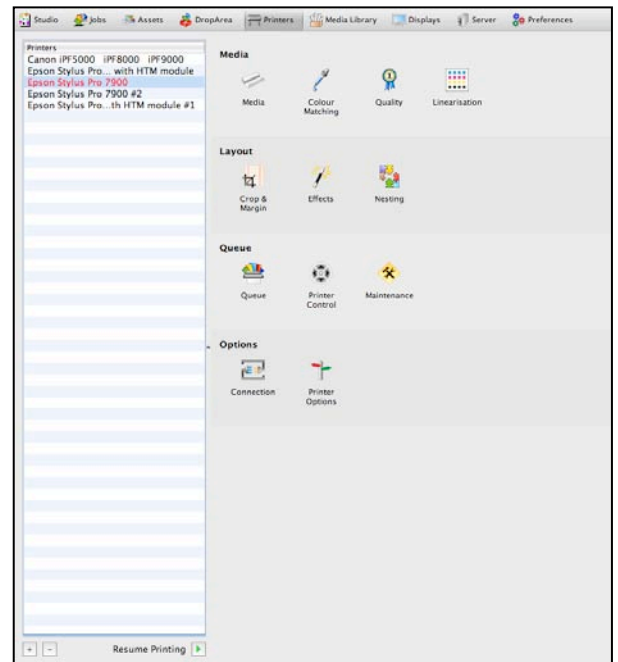 Studio Jobs Assets DropArea Printers Media Library Displays Server Preferences
Printers
Canon iPF5000 iPF8000 iPF9000
Epson Stylus Pro... with HTM module
Epson Stylus Pro 7900
Epson Stylus Pro 7900 #2
Epson Stylus Pro...th HTM module #1
Media
Media Colour Matching Quality Linearisation
Layout
Crop & Margin Effects Nesting
Queue
Queue Printer Control Maintenance
Options
Connection Printer Options
+ - Resume Printing